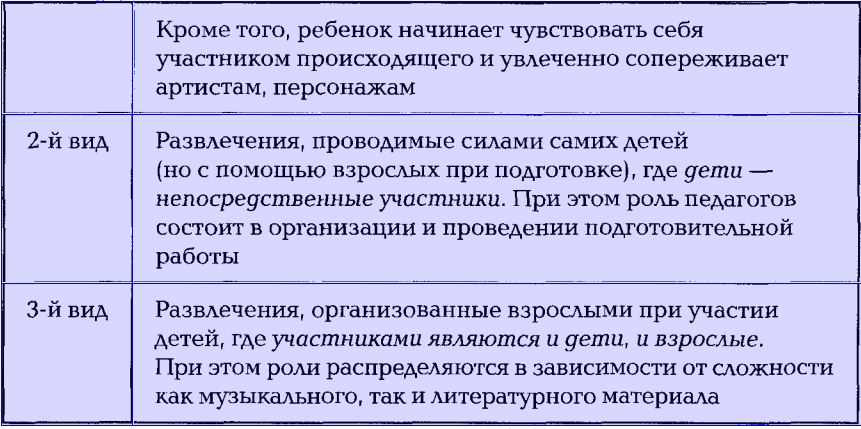 Кроме того, ребенок начинает чувствовать себя
участником происходящего и увлеченно сопереживает
артистам, персонажам
2-й вид
Развлечения, проводимые силами самих детей
(но с помощью взрослых при подготовке), где дети —
непосредственные участники. При этом роль педагогов
состоит в организации и проведении подготовительной
работы
3-й вид
Развлечения, организованные взрослыми при участии
детей, где участниками являются и дети, и взрослые.
При этом роли распределяются в зависимости от сложности
как музыкального, так и литературного материала